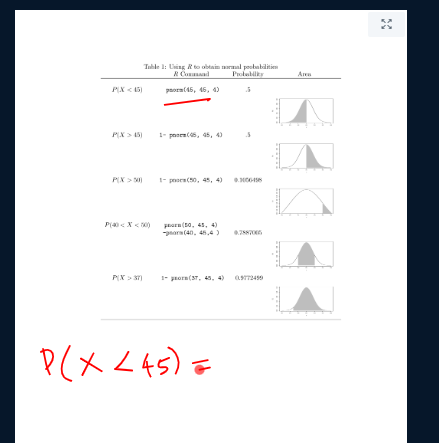 Table 1: Using R to obtain normal probabilities
R Command Probability Area
P(X < 45) pnorm(45, 45, 4) .5
P(X > 45) 1- pnorm(45, 45, 4) .5
P(X > 50) 1- pnorm(50, 45, 4) 0.1056498
P(40 < X < 50) pnorm(50, 45, 4)
-pnorm(40, 45,4 ) 0.7887005
P(X > 37) 1- pnorm(37, 45, 4) 0.9772499
P(X < 45) =